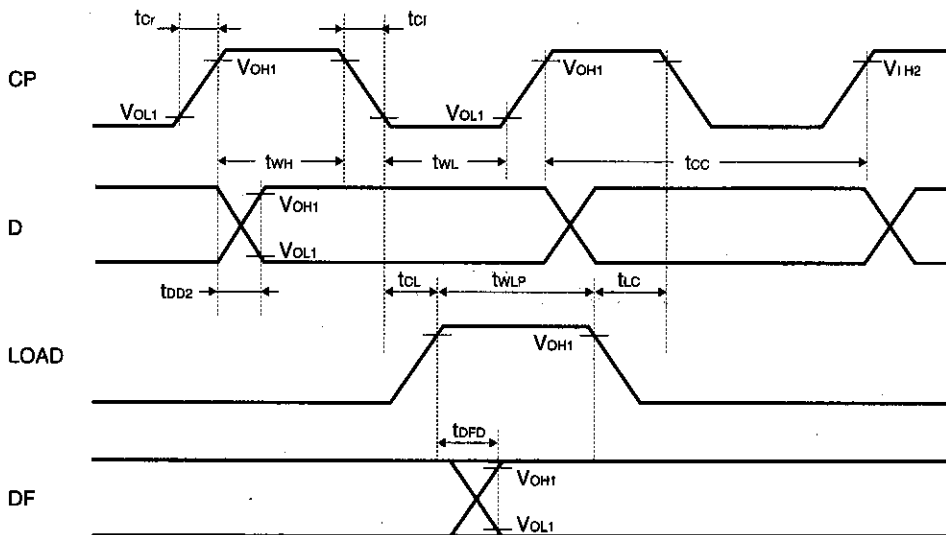 tCr
tCf
CP
VOH1
VOH1
VIH2
VOL1
VOL1
tWH
tWL
tCC
D
VOH1
VOL1
tDD2
tCL
tWLP
tLC
LOAD
VOH1
tDFD
DF
VOH1
VOL1